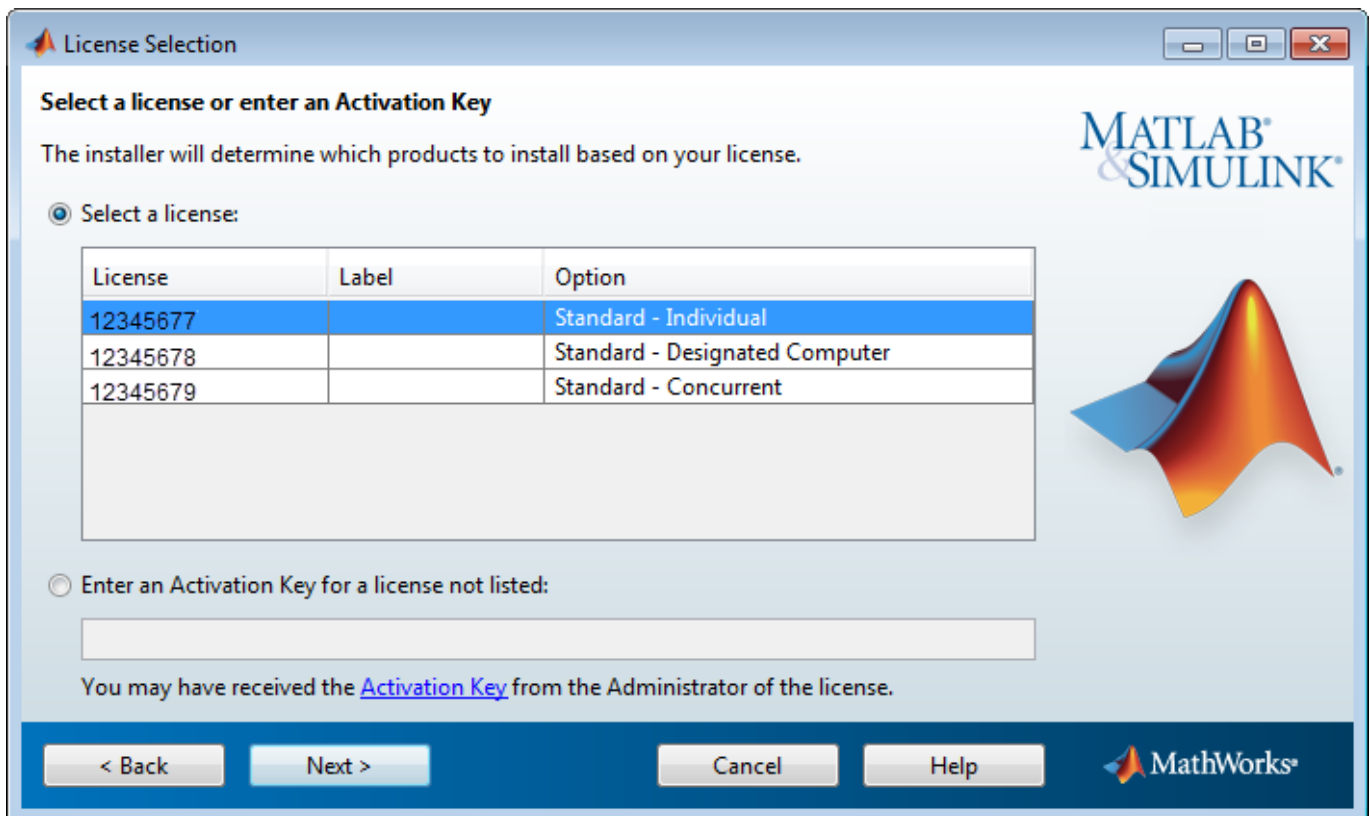 License Selection
Select a license or enter an Activation Key
MATLAB®
&SIMULINK®
The installer will determine which products to install based on your license.
Select a license:
License Label Option
12345677 Standard - Individual
12345678 Standard - Designated Computer
12345679 Standard - Concurrent
®
Enter an Activation Key for a license not listed:
You may have received the Activation Key from the Administrator of the license.
< Back Next > Cancel Help MathWorks®